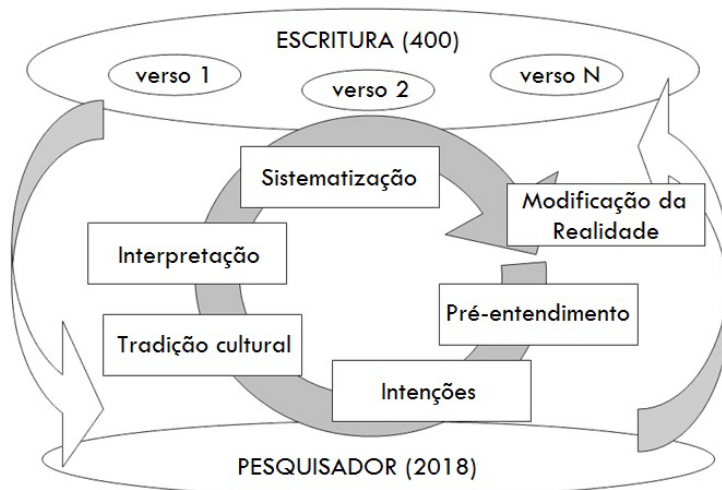 ESCRITURA (400)
verso 1
verso 2
verso N
Sistematização
Modificação da
Realidade
Interpretação
Pré-entendimento
Tradição cultural
Intenções
PESQUISADOR (2018)